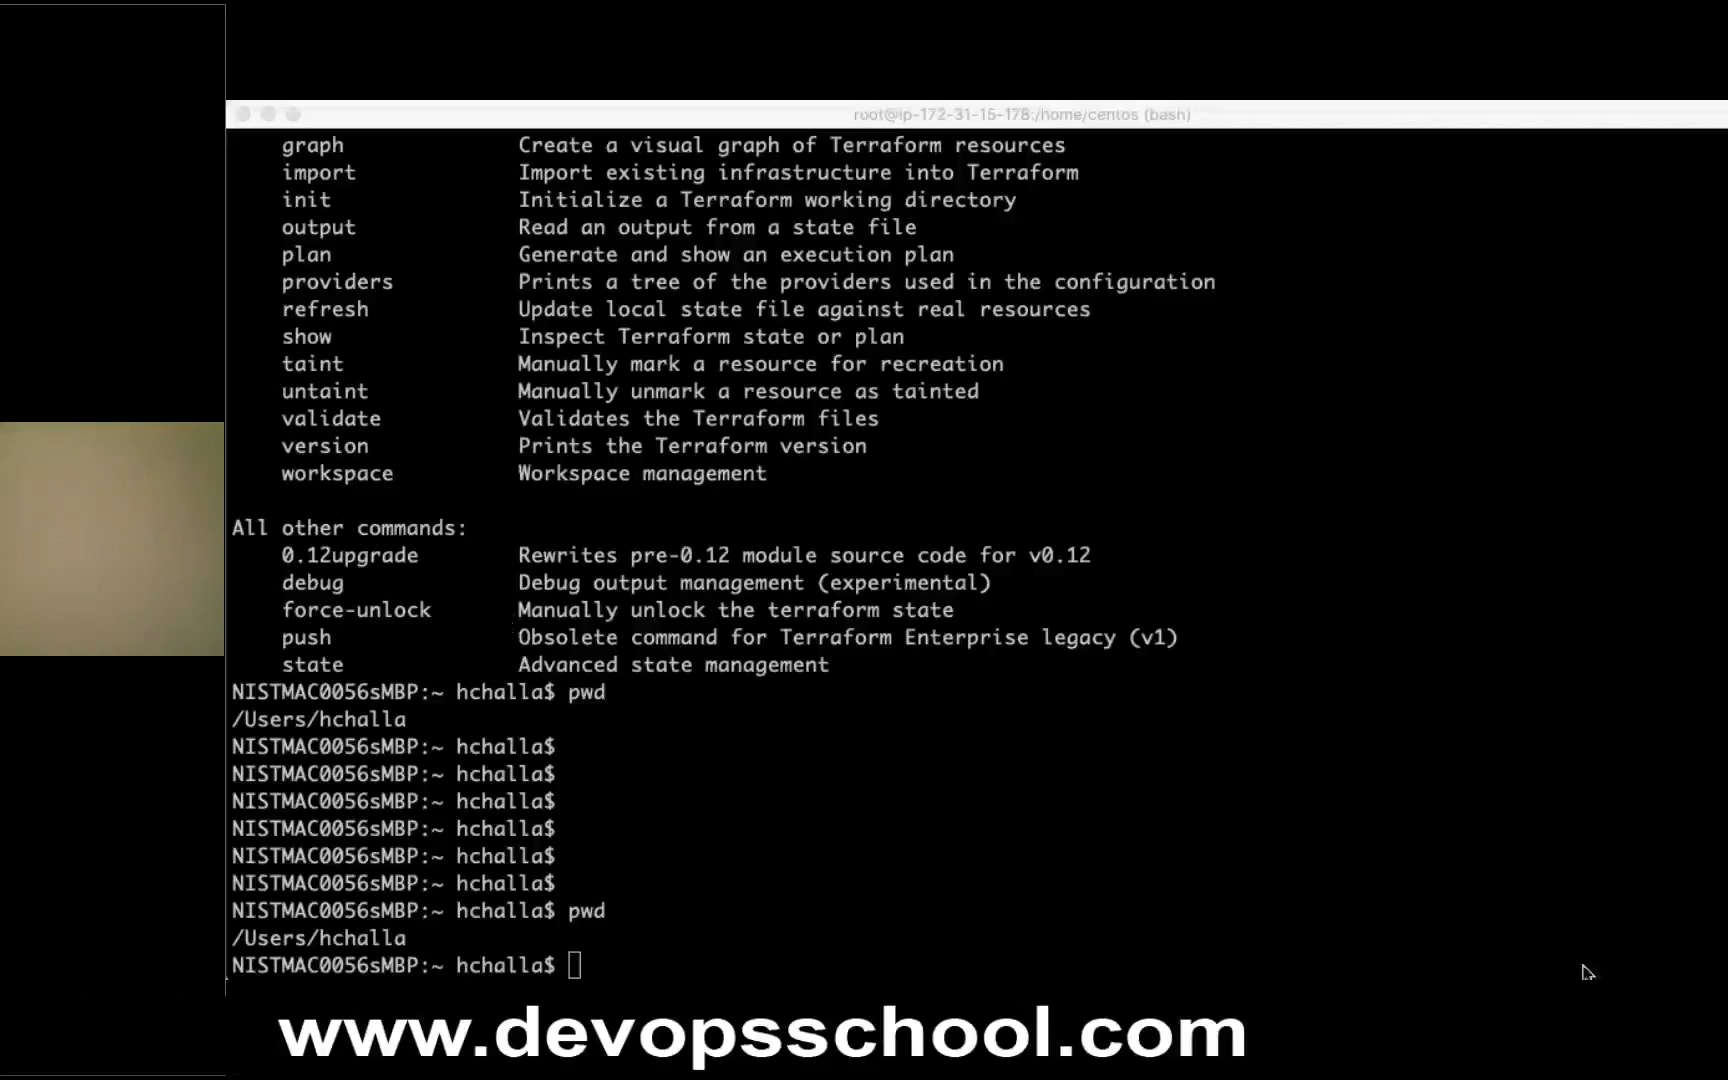 root@ip-172-31-15-178:/home/centos (bash)
graph Create a visual graph of Terraform resources
import Import existing infrastructure into Terraform
init Initialize a Terraform working directory
output Read an output from a state file
plan Generate and show an execution plan
providers Prints a tree of the providers used in the configuration
refresh Update local state file against real resources
show Inspect Terraform state or plan
taint Manually mark a resource for recreation
untaint Manually unmark a resource as tainted
validate Validates the Terraform files
version Prints the Terraform version
workspace Workspace management
All other commands:
0.12upgrade Rewrites pre-0.12 module source code for v0.12
debug Debug output management (experimental)
force-unlock Manually unlock the terraform state
push Obsolete command for Terraform Enterprise legacy (v1)
state Advanced state management
NISTMAC0056sMBP:~ hchalla$ pwd
/Users/hchalla
NISTMAC0056sMBP:~ hchalla$
NISTMAC0056sMBP:~ hchalla$
NISTMAC0056sMBP:~ hchalla$
NISTMAC0056sMBP:~ hchalla$
NISTMAC0056sMBP:~ hchalla$
NISTMAC0056sMBP:~ hchalla$
NISTMAC0056sMBP:~ hchalla$ pwd
/Users/hchalla
NISTMAC0056sMBP:~ hchalla$
www.devopsschool.com